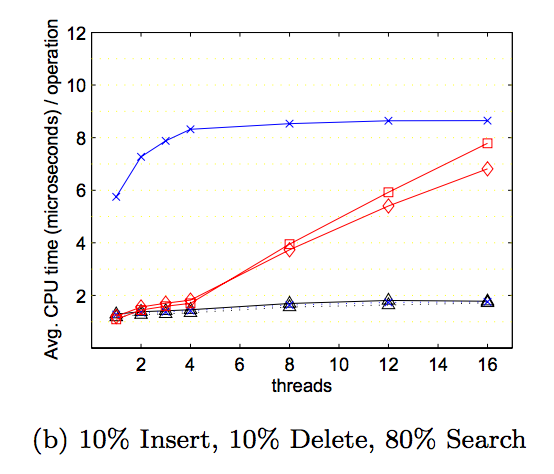 Avg. CPU time (microseconds) / operation
12
10
8
6
4
2
2 4 6 8 10 12 14 16
threads
(b) 10% Insert, 10% Delete, 80% Search